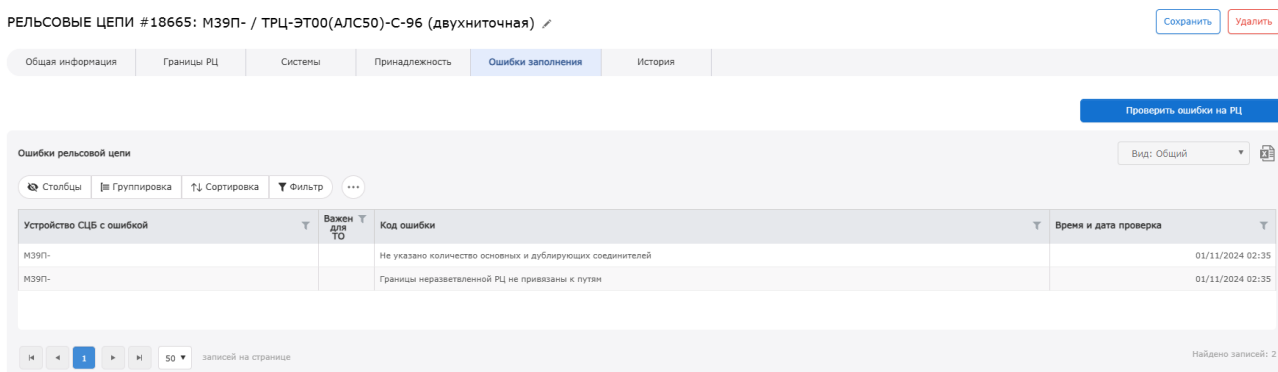 РЕЛЬСОВЫЕ ЦЕПИ #18665: М39П- / ТРЦ-ЭТ00(АЛС50)-С-96 (двухниточная)
Сохранить Удалить
Общая информация Границы РЦ Системы Принадлежность Ошибки заполнения История
Проверить ошибки на РЦ
Ошибки рельсовой цепи
Вид: Общий
Столбцы Группировка Сортировка Фильтр ...
Устройство СЦБ с ошибкой Важен для ТО Код ошибки Время и дата проверка
М39П- Не указано количество основных и дублирующих соединителей 01/11/2024 02:35
М39П- Границы неразветвленной РЦ не привязаны к путям 01/11/2024 02:35
1 50 записей на странице Найдено записей: 2